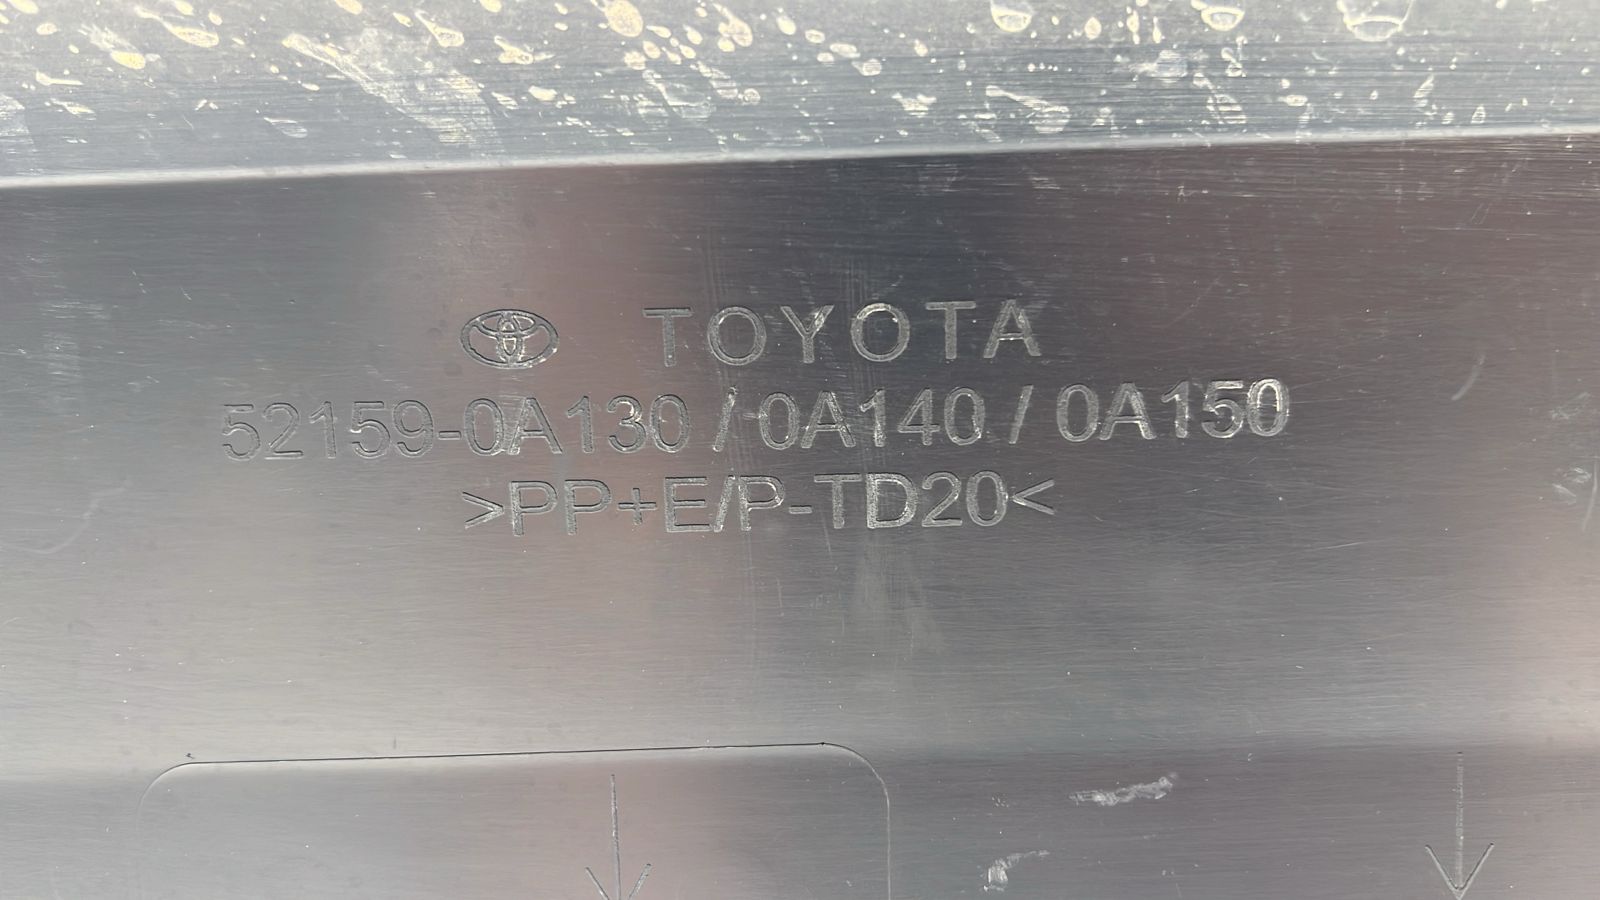 TOYOTA
52159-0A130 / 0A140 / 0A150
>PP+E/P-TD20<